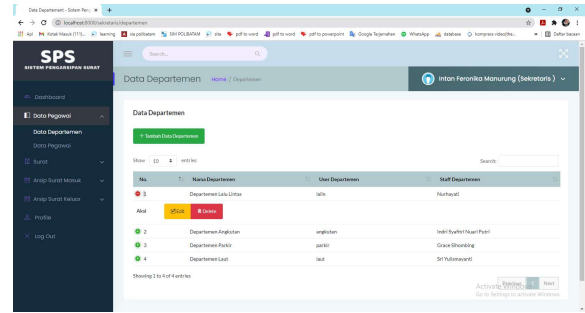 Data Departemen - Sistem Peng
localhost:8000/sekretaris/departemen
Apl
Kotak Masuk (111)...
learning
sia polibatam
SIM POLIBATAM
sila
pdf to word
pdf to word
pdf to powerpoint
Google Terjemahan
WhatsApp
database
kompress video(the...
Daftar bacaan
SPS
SISTEM PENGARSIPAN SURAT
Search...
Data Departemen
Home / Departemen
Intan Feronika Manurung (Sekretaris )
Dashboard
Data Pegawai
Data Departemen
Data Pegawai
Surat
Arsip Surat Masuk
Arsip Surat Keluar
Profile
Log Out
Data Departemen
+ Tambah Data Departemen
Show 10 entries
Search:
No. Nama Departemen User Departemen Staff Departemen
1 Departemen Lalu Lintas lalin Nurhayati
Aksi Edit Delete
2 Departemen Angkutan angkutan Indri Syafitri Nuari Putri
3 Departemen Parkir parkir Grace Sihombing
4 Departemen Laut laut Sri Yulismayanti
Showing 1 to 4 of 4 entries
Previous 1 Next
Activate Windows
Go to Settings to activate Windows.